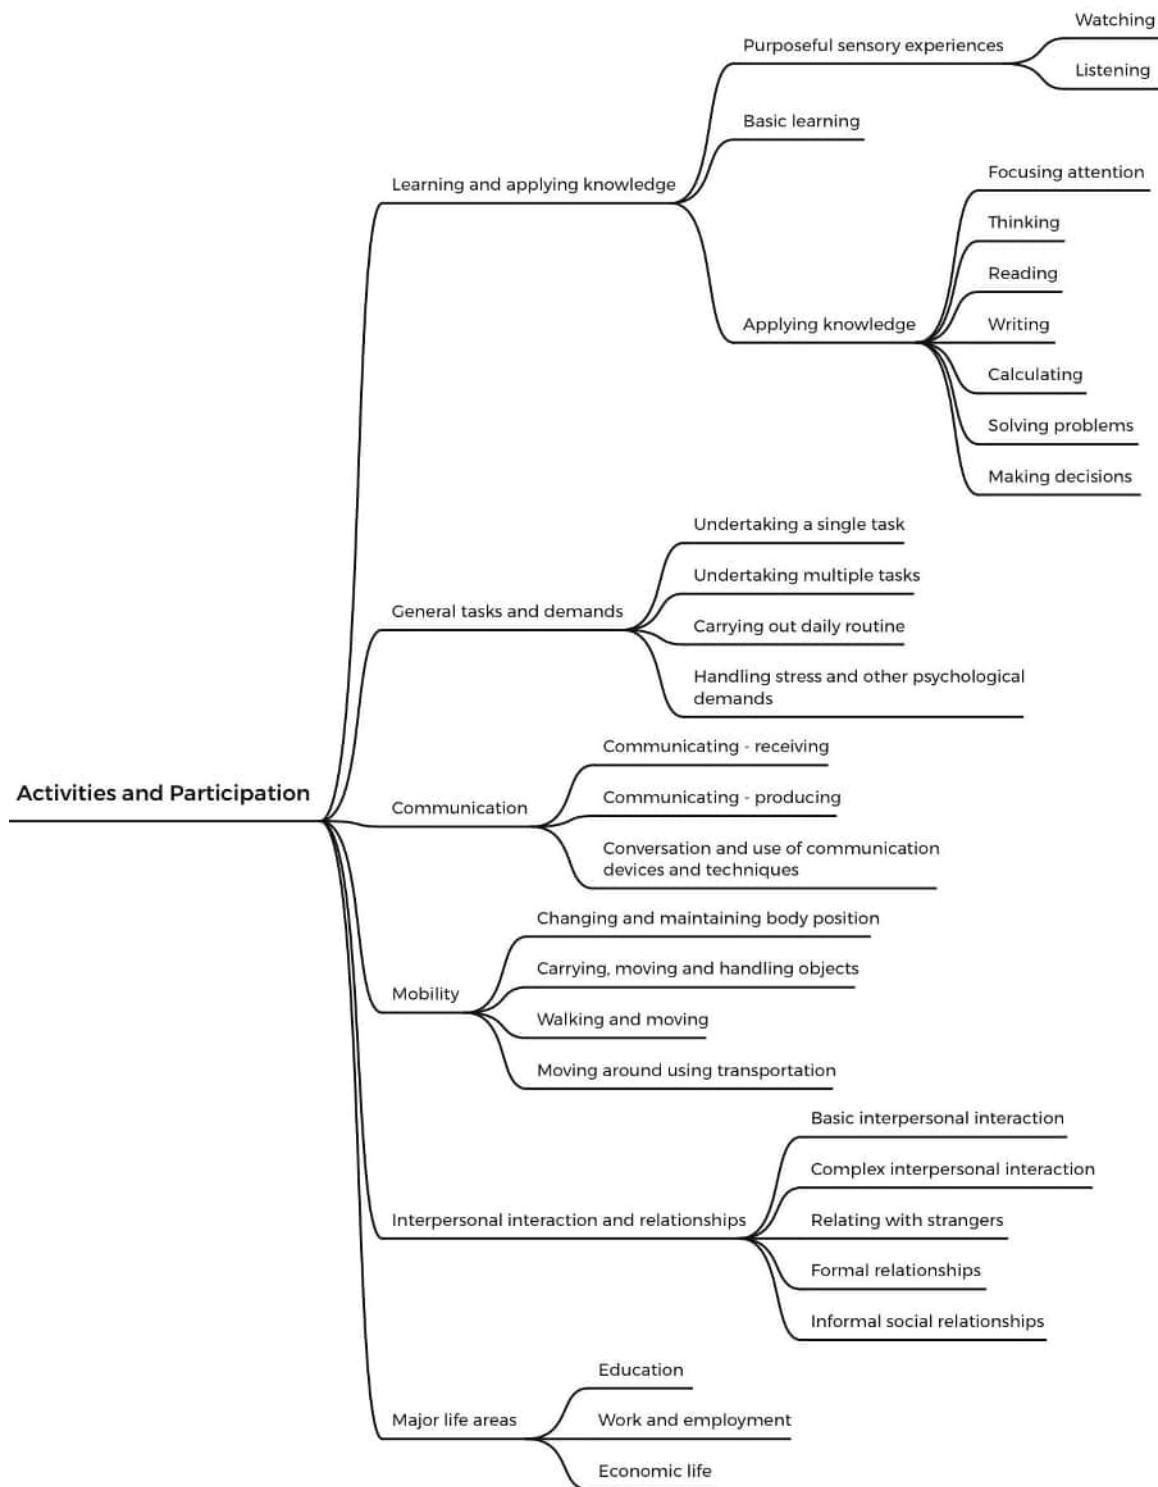 Watching
Purposeful sensory experiences
Listening
Basic learning
Learning and applying knowledge
Focusing attention
Thinking
Reading
Applying knowledge
Writing
Calculating
Solving problems
Making decisions
Undertaking a single task
Undertaking multiple tasks
General tasks and demands
Carrying out daily routine
Handling stress and other psychological
demands
Activities and Participation
Communicating - receiving
Communication
Communicating - producing
Conversation and use of communication
devices and techniques
Changing and maintaining body position
Carrying, moving and handling objects
Mobility
Walking and moving
Moving around using transportation
Basic interpersonal interaction
Complex interpersonal interaction
Interpersonal interaction and relationships
Relating with strangers
Formal relationships
Informal social relationships
Education
Major life areas
Work and employment
Economic life